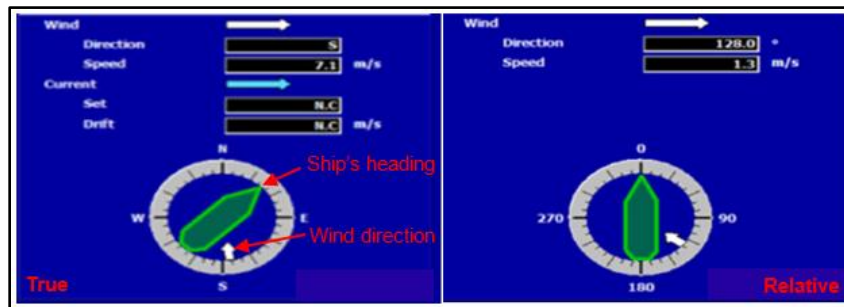 Wind
Direction S
Speed 7.1 m/s
Current
Set N.C
Drift N.C m/s
N
Ship's heading
W
E
Wind direction
S
True
Wind
Direction 128.0 °
Speed 1.3 m/s
0
270
90
180
Relative